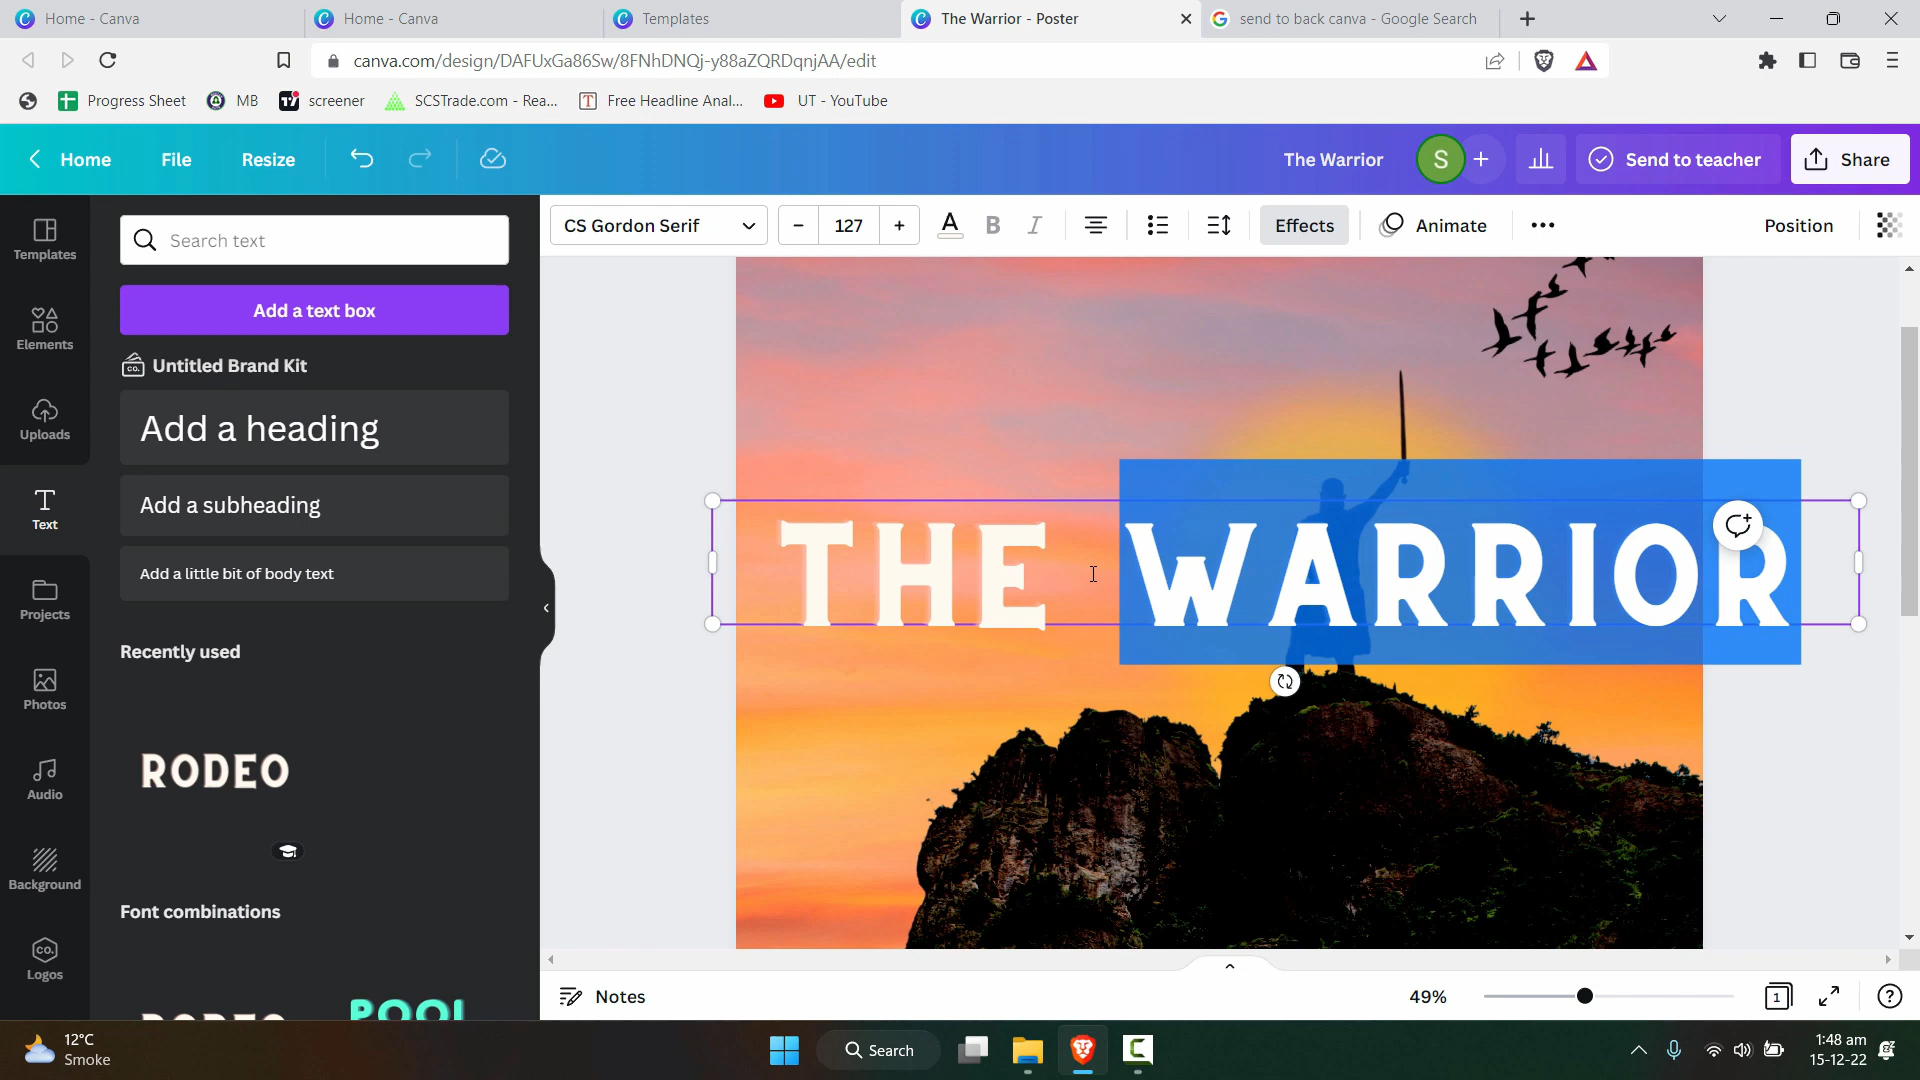 Home - Canva
Home - Canva
Templates
The Warrior - Poster
send to back canva - Google Search
canva.com/design/DAFUxGa86Sw/8FNhDNQj-y88aZQRDqnjAA/edit
Progress Sheet
MB
screener
SCSTrade.com - Rea...
Free Headline Anal...
UT - YouTube
Home
File
Resize
The Warrior
S
Send to teacher
Share
Templates
Elements
Uploads
Text
Projects
Photos
Audio
Background
Logos
Search text
Add a text box
Untitled Brand Kit
Add a heading
Add a subheading
Add a little bit of body text
Recently used
RODEO
Font combinations
RODEO
POOL
CS Gordon Serif
127
Effects
Animate
Position
THE WARRIOR
Notes
49%
1
12°C
Smoke
Search
1:48 am
15-12-22